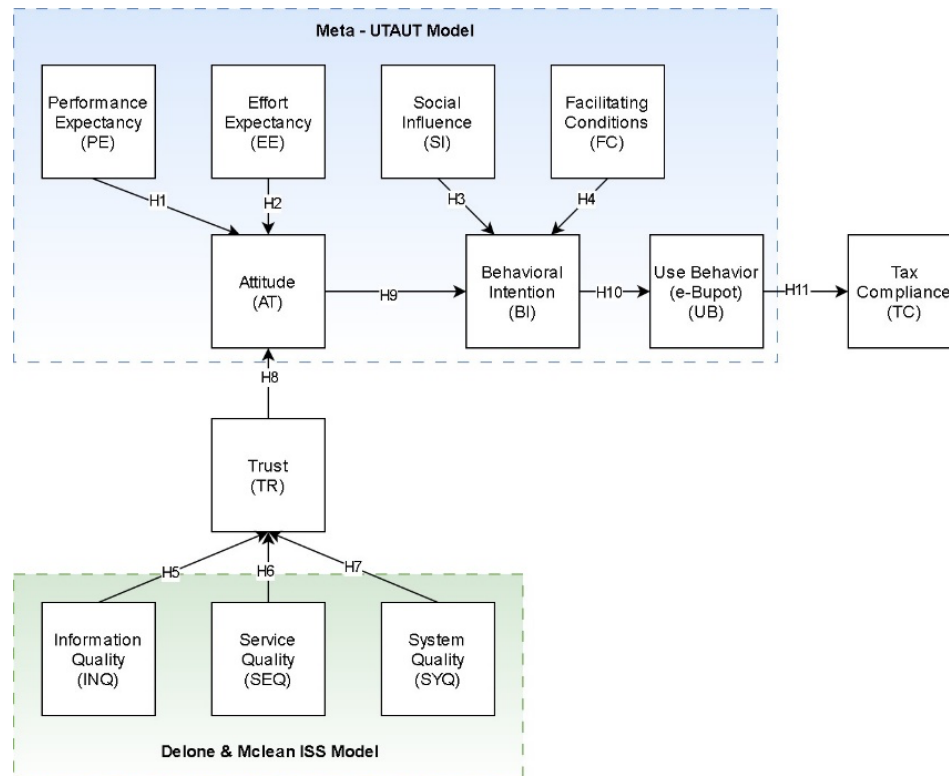 Meta - UTAUT Model
Performance
Expectancy
(PE)
Effort
Expectancy
(EE)
Social
Influence
(SI)
Facilitating
Conditions
(FC)
H1
H2
H3
H4
Attitude
(AT)
H9
Behavioral
Intention
(BI)
H10
Use Behavior
(e-Bupot)
(UB)
H11
Tax
Compliance
(TC)
H8
Trust
(TR)
H5
H6
H7
Information
Quality
(INQ)
Service
Quality
(SEQ)
System
Quality
(SYQ)
Delone & Mclean ISS Model